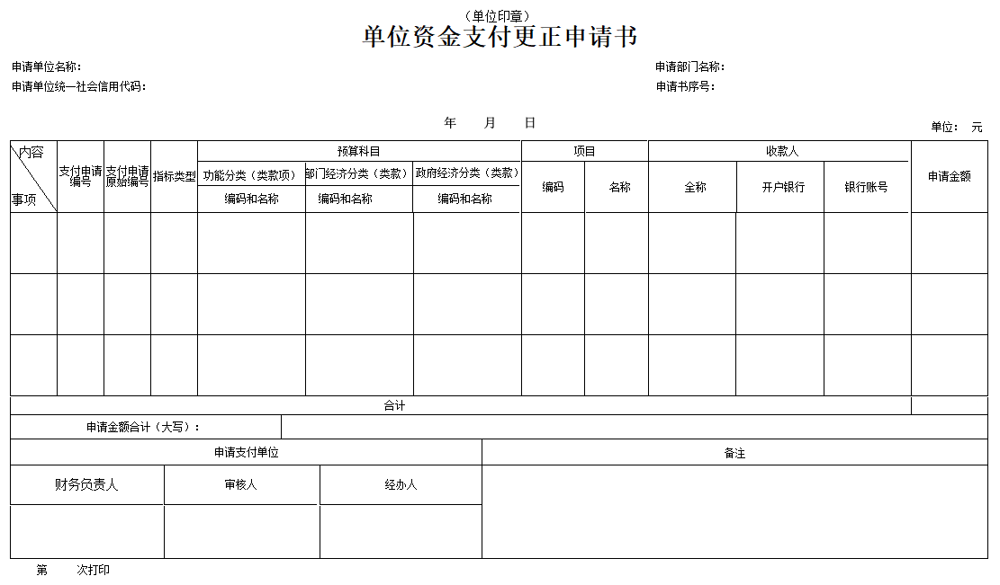 （单位印章）
单位资金支付更正申请书
申请单位名称： 申请部门名称：
申请单位统一社会信用代码： 申请书序号：
年 月 日
单位： 元
内容
事项
支付申请
编号
支付申请
原始编号
指标类型
预算科目
功能分类（类款项） 部门经济分类（类款） 政府经济分类（类款）
编码和名称 编码和名称 编码和名称
项目
编码 名称
收款人
全称 开户银行 银行账号
申请金额
合计
申请金额合计（大写）：
申请支付单位 备注
财务负责人 审核人 经办人
第 次打印